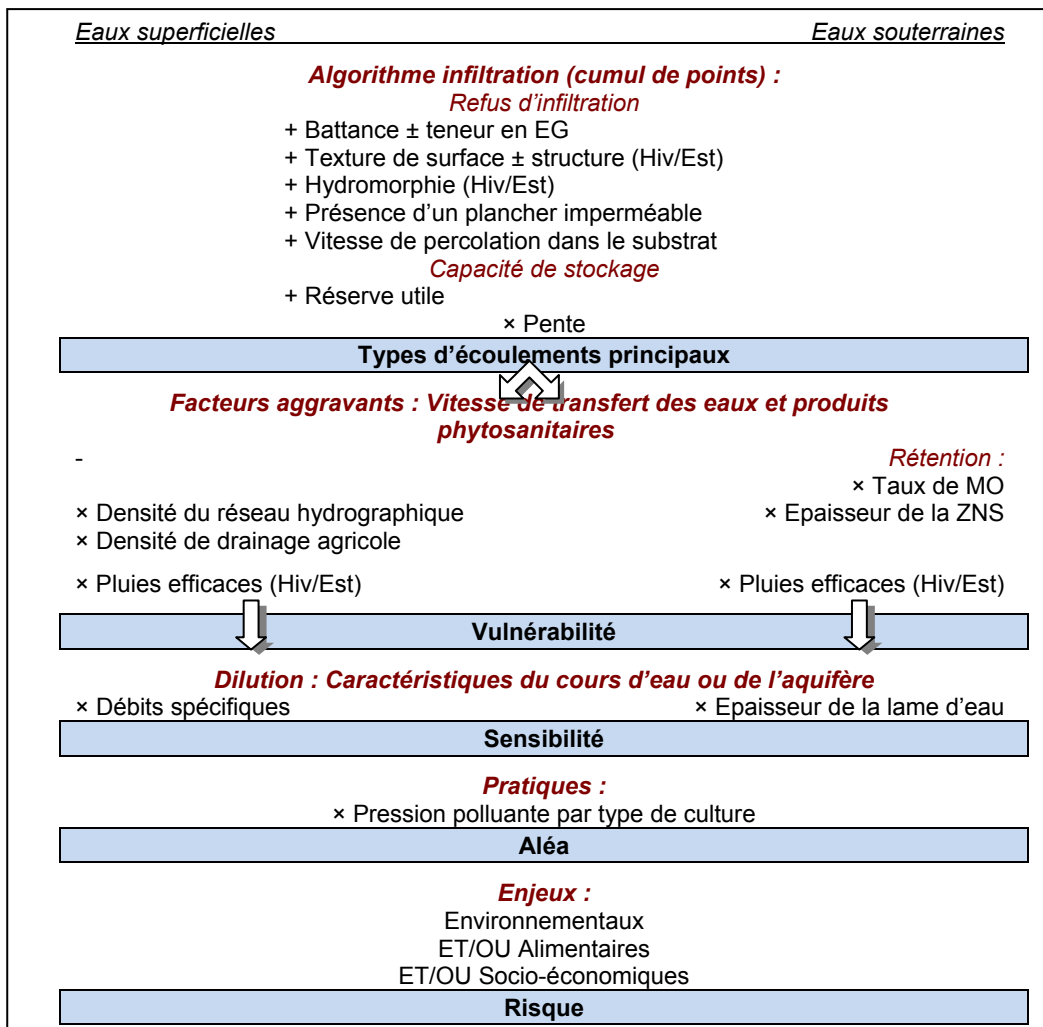 Eaux superficielles Eaux souterraines
Algorithme infiltration (cumul de points) :
Refus d'infiltration
+ Battance ± teneur en EG
+ Texture de surface ± structure (Hiv/Est)
+ Hydromorphie (Hiv/Est)
+ Présence d'un plancher imperméable
+ Vitesse de percolation dans le substrat
Capacité de stockage
+ Réserve utile
× Pente
Types d'écoulements principaux
Facteurs aggravants : Vitesse de transfert des eaux et produits
phytosanitaires
- Rétention :
× Taux de MO
× Densité du réseau hydrographique × Epaisseur de la ZNS
× Densité de drainage agricole
× Pluies efficaces (Hiv/Est) × Pluies efficaces (Hiv/Est)
Vulnérabilité
Dilution : Caractéristiques du cours d'eau ou de l'aquifère
× Débits spécifiques × Epaisseur de la lame d'eau
Sensibilité
Pratiques :
× Pression polluante par type de culture
Aléa
Enjeux :
Environnementaux
ET/OU Alimentaires
ET/OU Socio-économiques
Risque